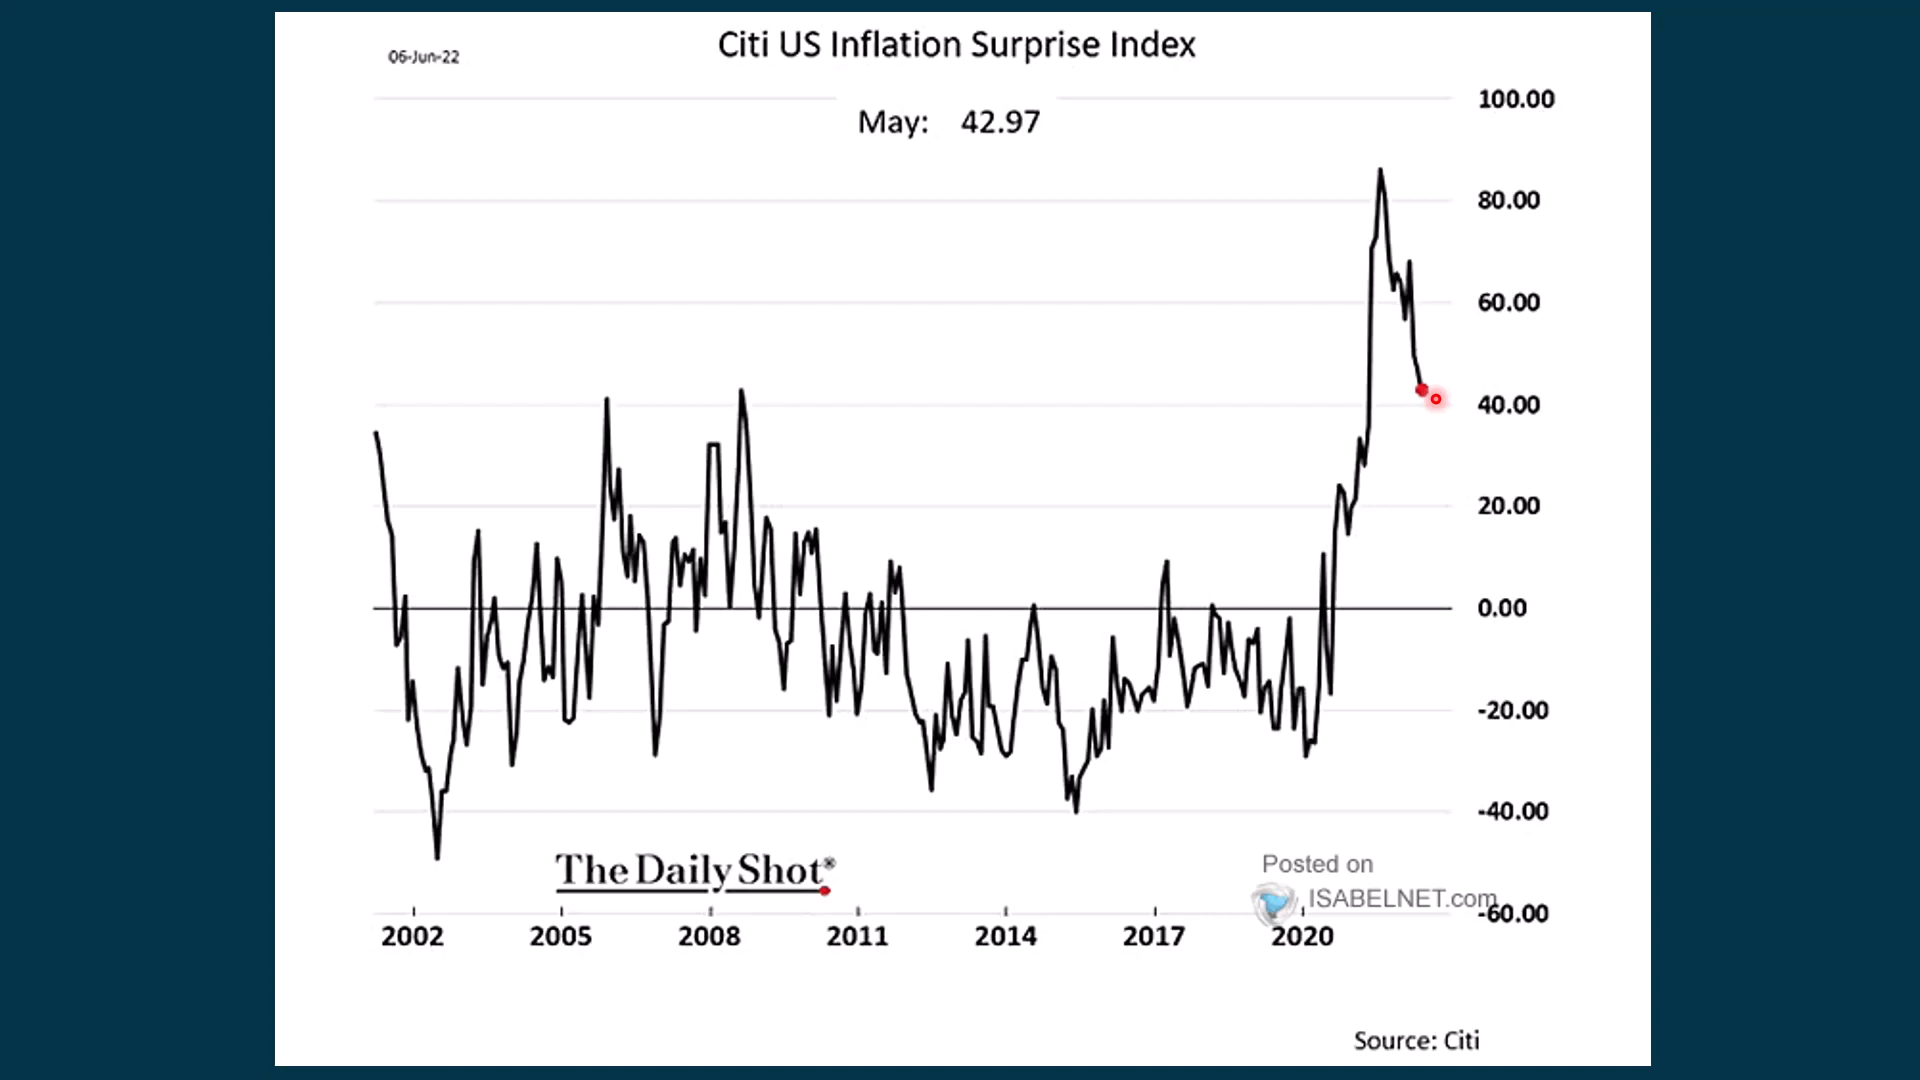 Citi US Inflation Surprise Index
06-Jun-22
May: 42.97
100.00
80.00
60.00
40.00
20.00
0.00
-20.00
-40.00
-60.00
The Daily Shot®
Posted on
ISABELNET.com
2002 2005 2008 2011 2014 2017 2020
Source: Citi